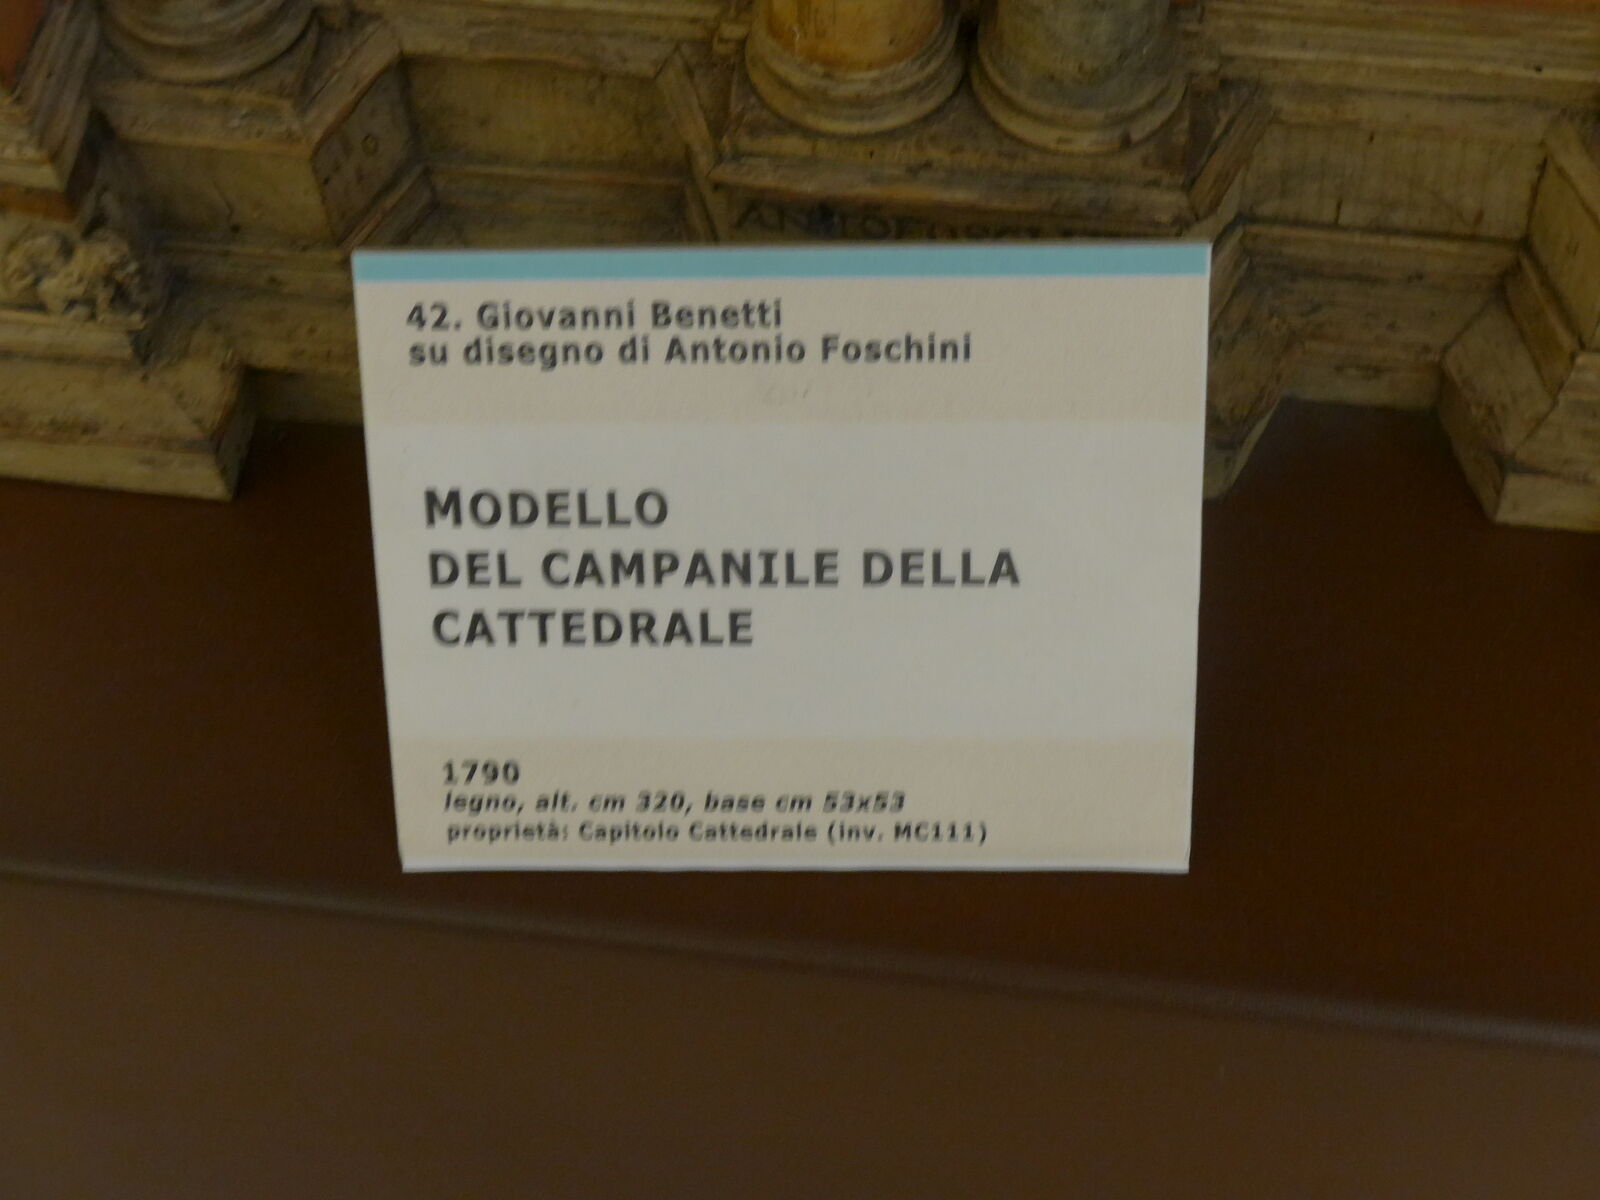 42. Giovanni Benetti
su disegno di Antonio Foschini
MODELLO
DEL CAMPANILE DELLA
CATTEDRALE
1790
legno, alt. cm 320, base cm 53x53
proprietà: Capitolo Cattedrale (inv. MC111)